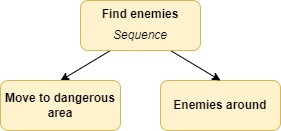 Find enemies
Sequence
Move to dangerous
area
Enemies around